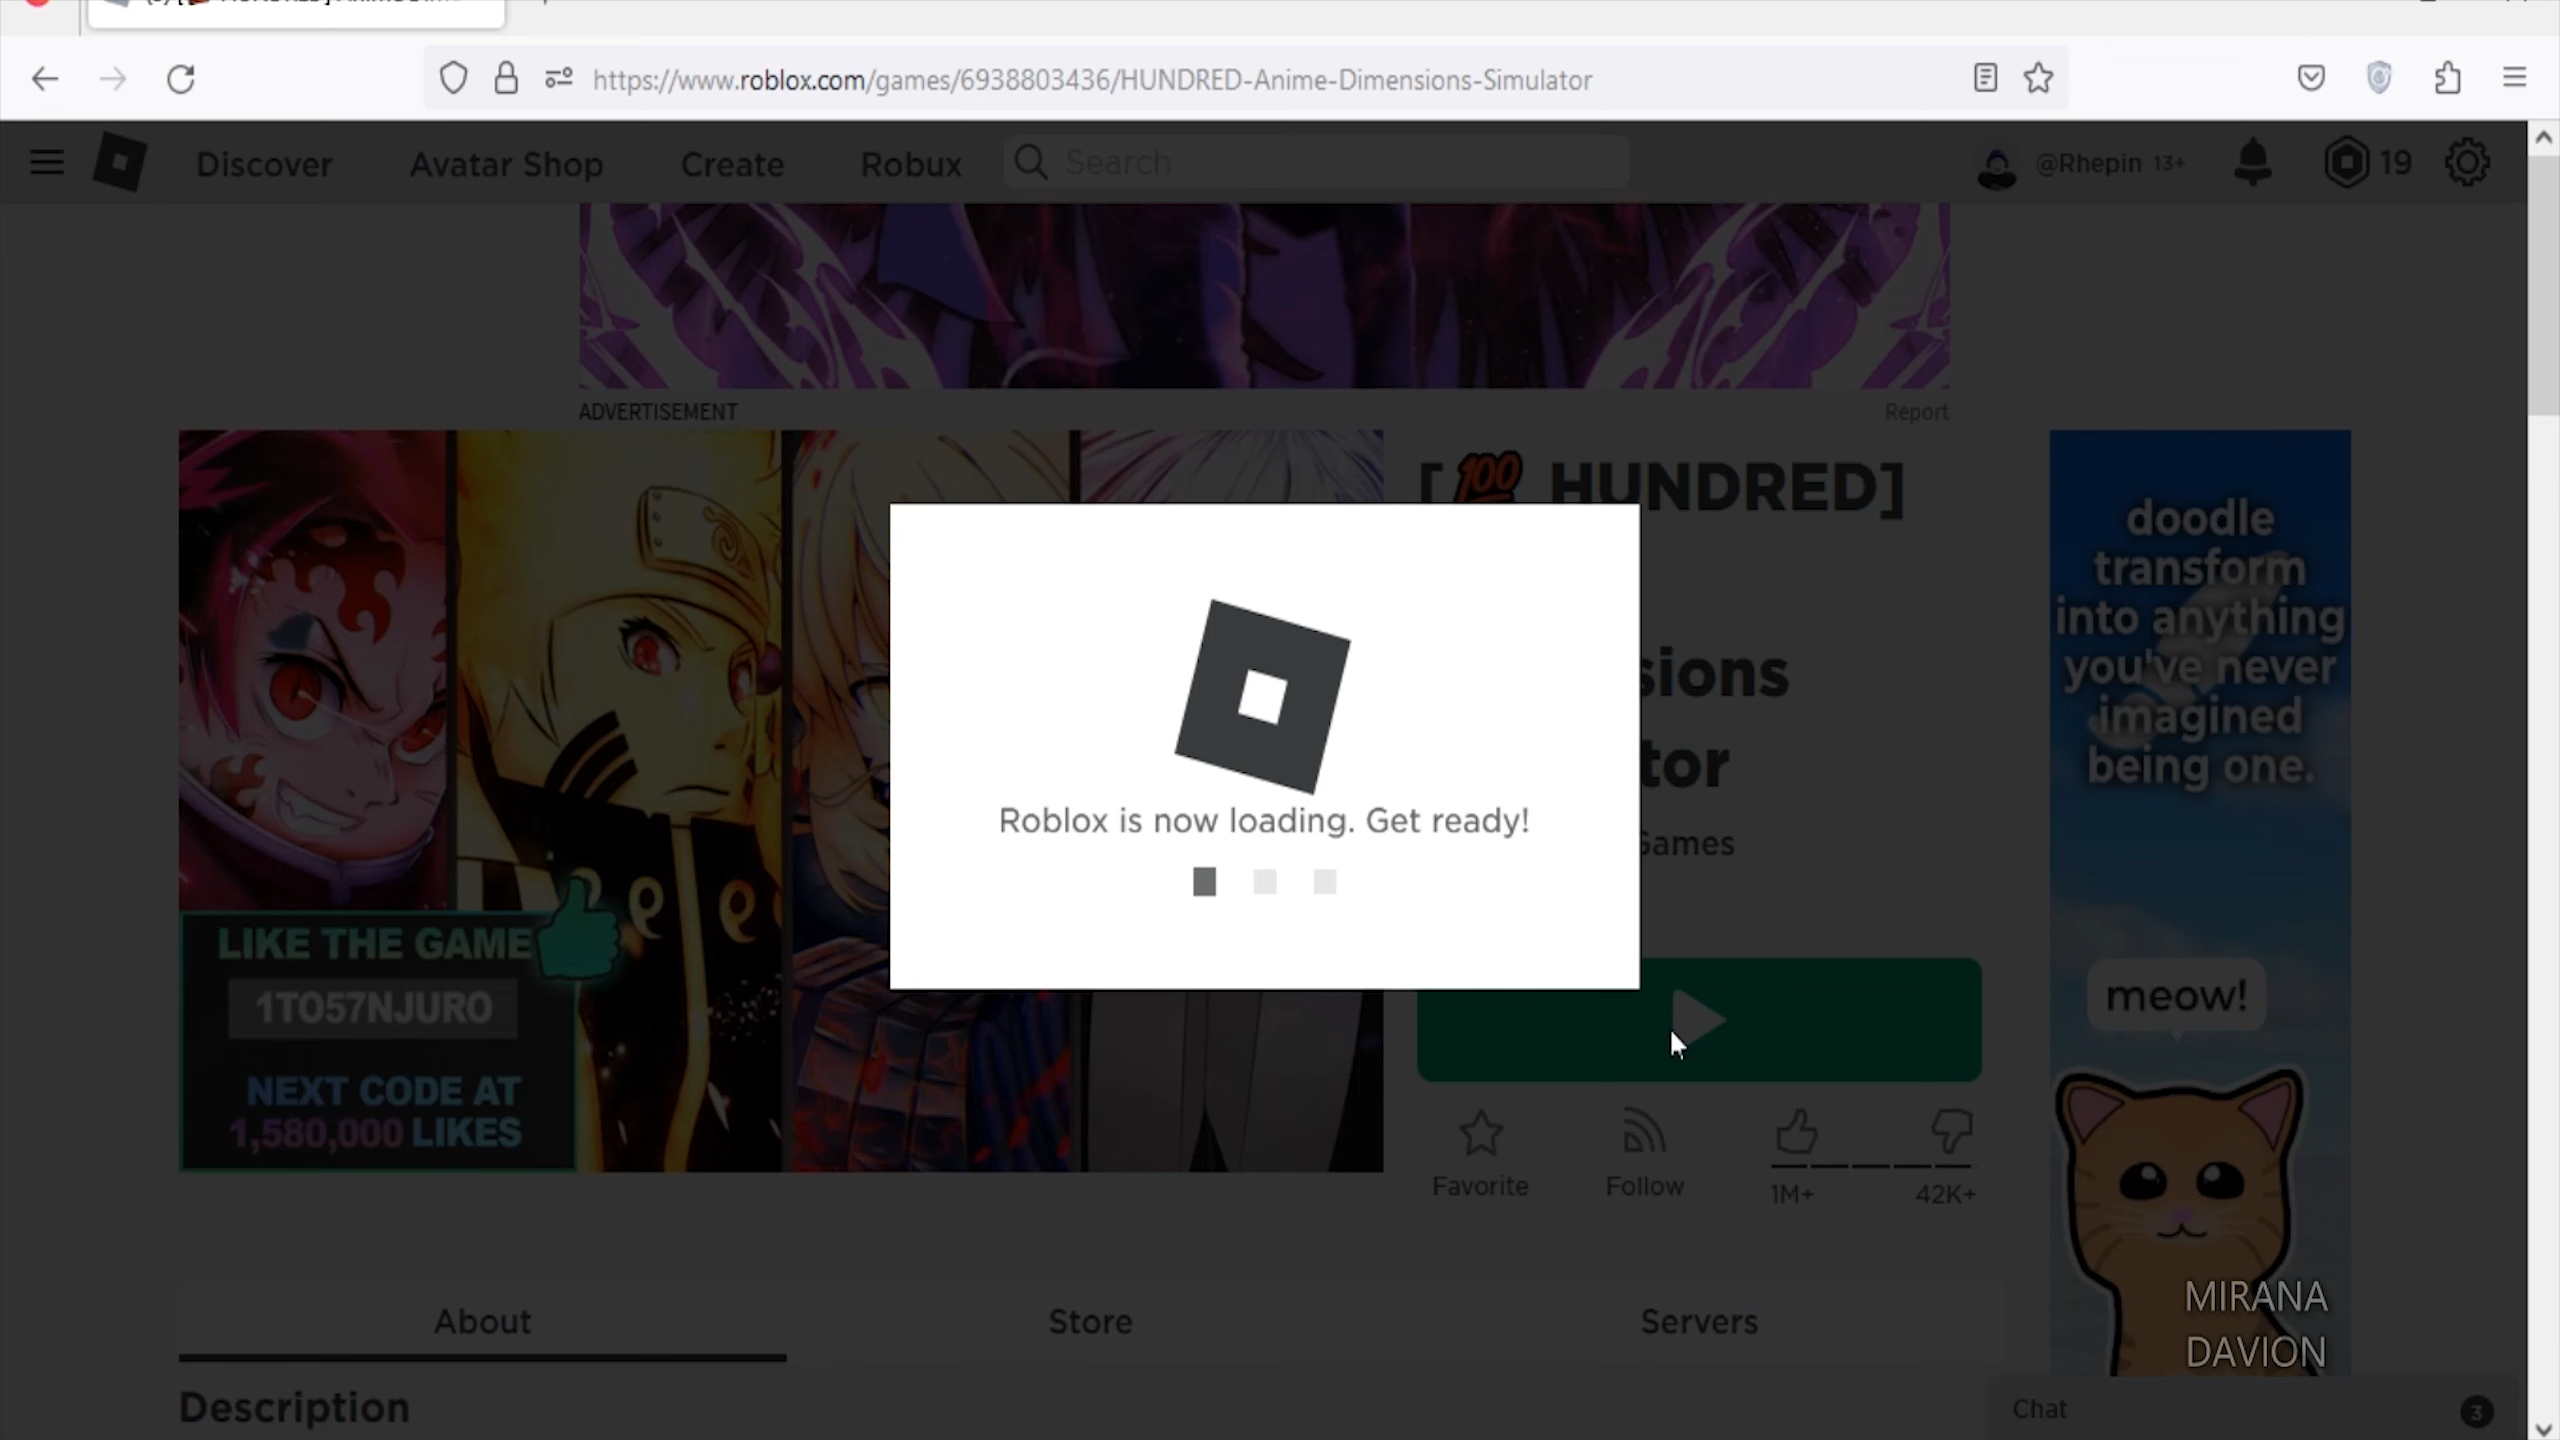 https://www.roblox.com/games/6938803436/HUNDRED-Anime-Dimensions-Simulator
Discover
Avatar Shop
Create
Robux
Search
@Rhepin 13+
19
ADVERTISEMENT
Report
[💯 HUNDRED]
sions
tor
Games
Roblox is now loading. Get ready!
LIKE THE GAME
1TO57NJURO
NEXT CODE AT
1,580,000 LIKES
doodle
transform
into anything
you've never
imagined
being one.
meow!
Favorite
Follow
1M+
42K+
MIRANA
DAVION
About
Store
Servers
Description
Chat
3